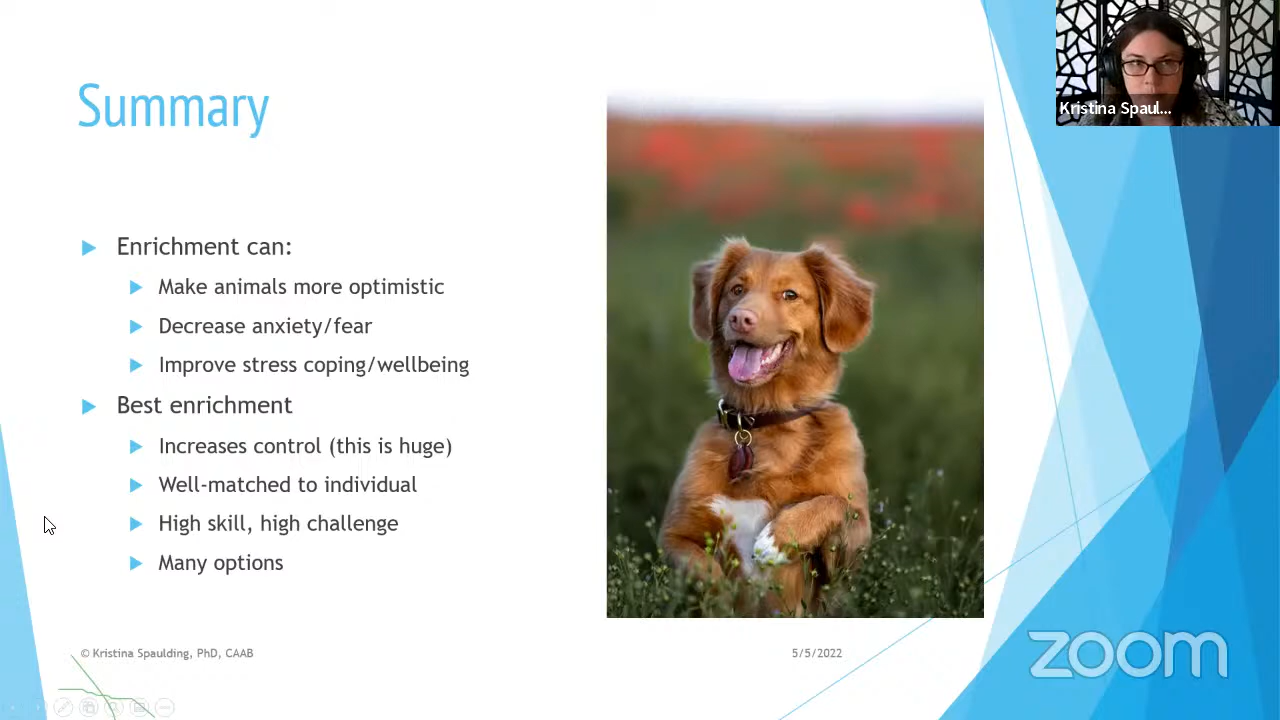 Summary
Kristina Spaul...
Enrichment can:
Make animals more optimistic
Decrease anxiety/fear
Improve stress coping/wellbeing
Best enrichment
Increases control (this is huge)
Well-matched to individual
High skill, high challenge
Many options
© Kristina Spaulding, PhD, CAAB
5/5/2022
zoom